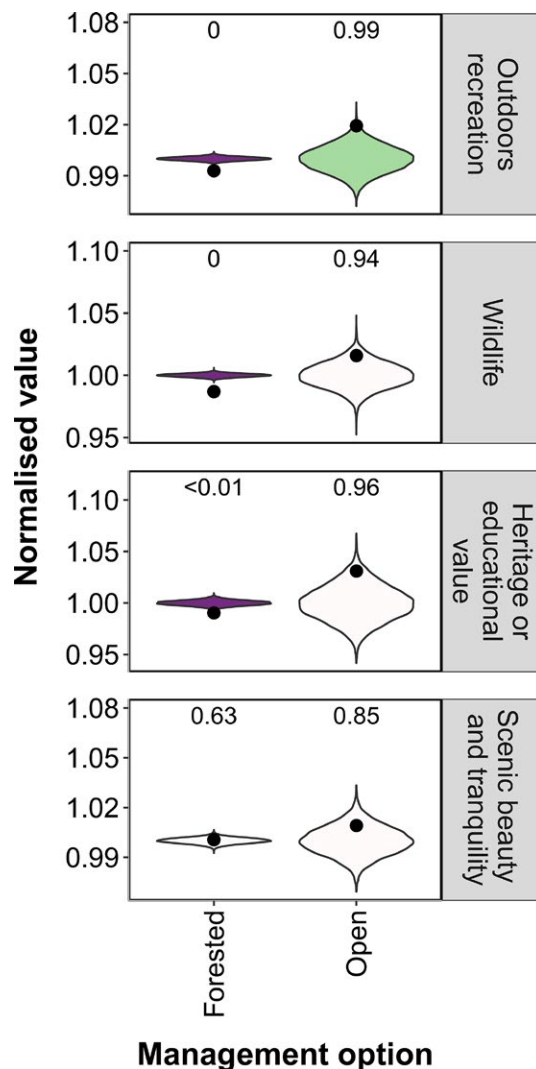 Normalised value
1.08
1.05
1.02
0.99
0
0.99
Outdoors
recreation
1.10
1.05
1.00
0.95
0
0.94
Wildlife
1.10
1.05
1.00
0.95
<0.01
0.96
Heritage or
educational
value
1.08
1.05
1.02
0.99
0.63
0.85
Scenic beauty
and tranquility
Forested
Open
Management option